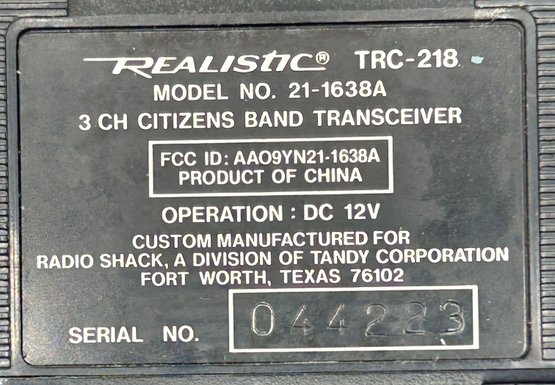 REALISTIC® TRC-218
MODEL NO. 21-1638A
3 CH CITIZENS BAND TRANSCEIVER
FCC ID: AAO9YN21-1638A
PRODUCT OF CHINA
OPERATION : DC 12V
CUSTOM MANUFACTURED FOR
RADIO SHACK, A DIVISION OF TANDY CORPORATION
FORT WORTH, TEXAS 76102
SERIAL NO. 044223